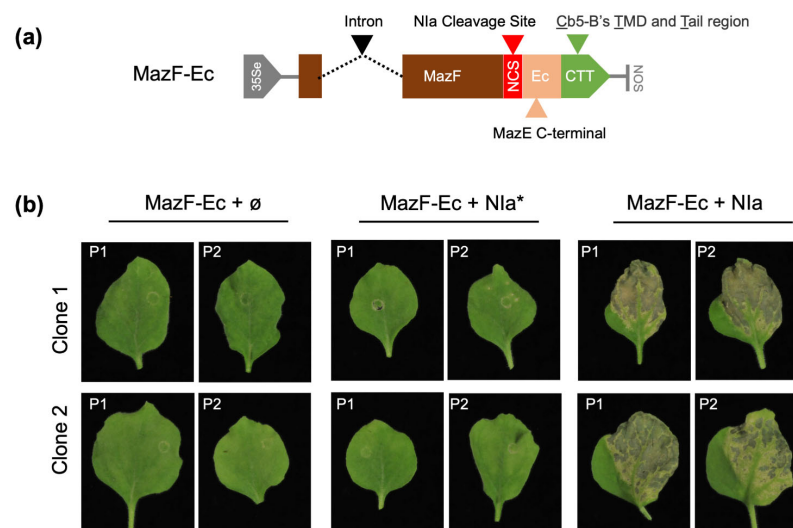 (a)
Intron
NIa Cleavage Site
Cb5-B's TMD and Tail region
MazF-Ec
35Se
MazF
NCS
Ec
CTT
NOS
MazE C-terminal
(b)
MazF-Ec + ø
MazF-Ec + NIa*
MazF-Ec + NIa
Clone 1
P1
P2
P1
P2
P1
P2
Clone 2
P1
P2
P1
P2
P1
P2